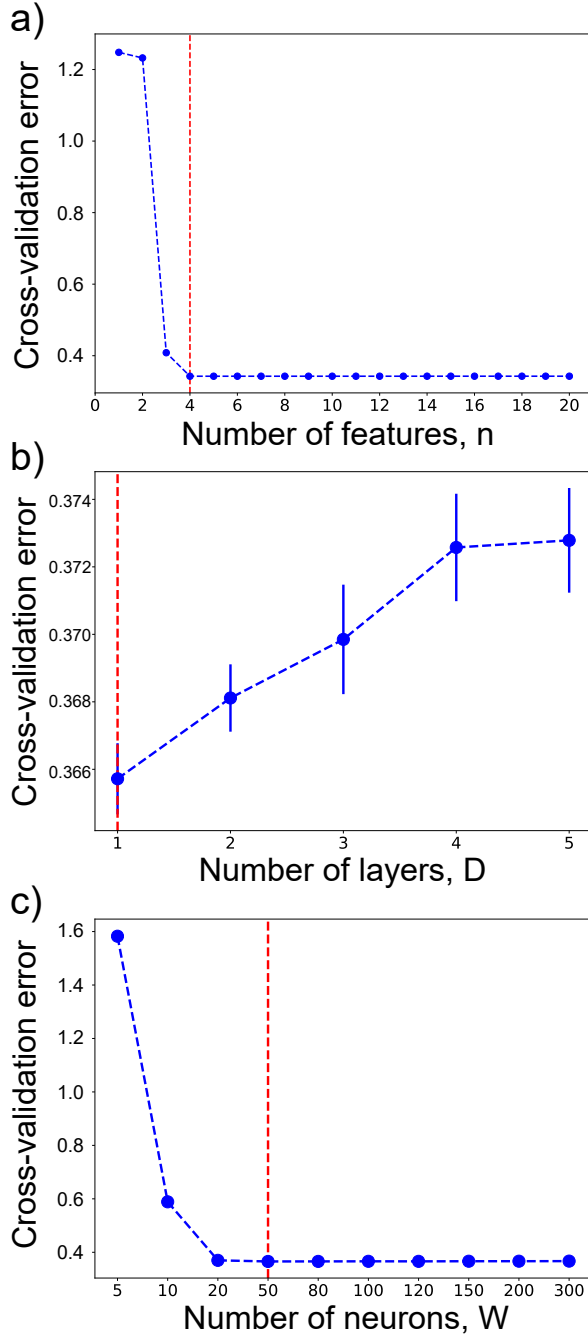 a)
Cross-validation error
1.2
1.0
0.8
0.6
0.4
0 2 4 6 8 10 12 14 16 18 20
Number of features, n
b)
Cross-validation error
0.374
0.372
0.370
0.368
0.366
1 2 3 4 5
Number of layers, D
c)
Cross-validation error
1.6
1.4
1.2
1.0
0.8
0.6
0.4
5 10 20 50 80 100 120 150 200 300
Number of neurons, W